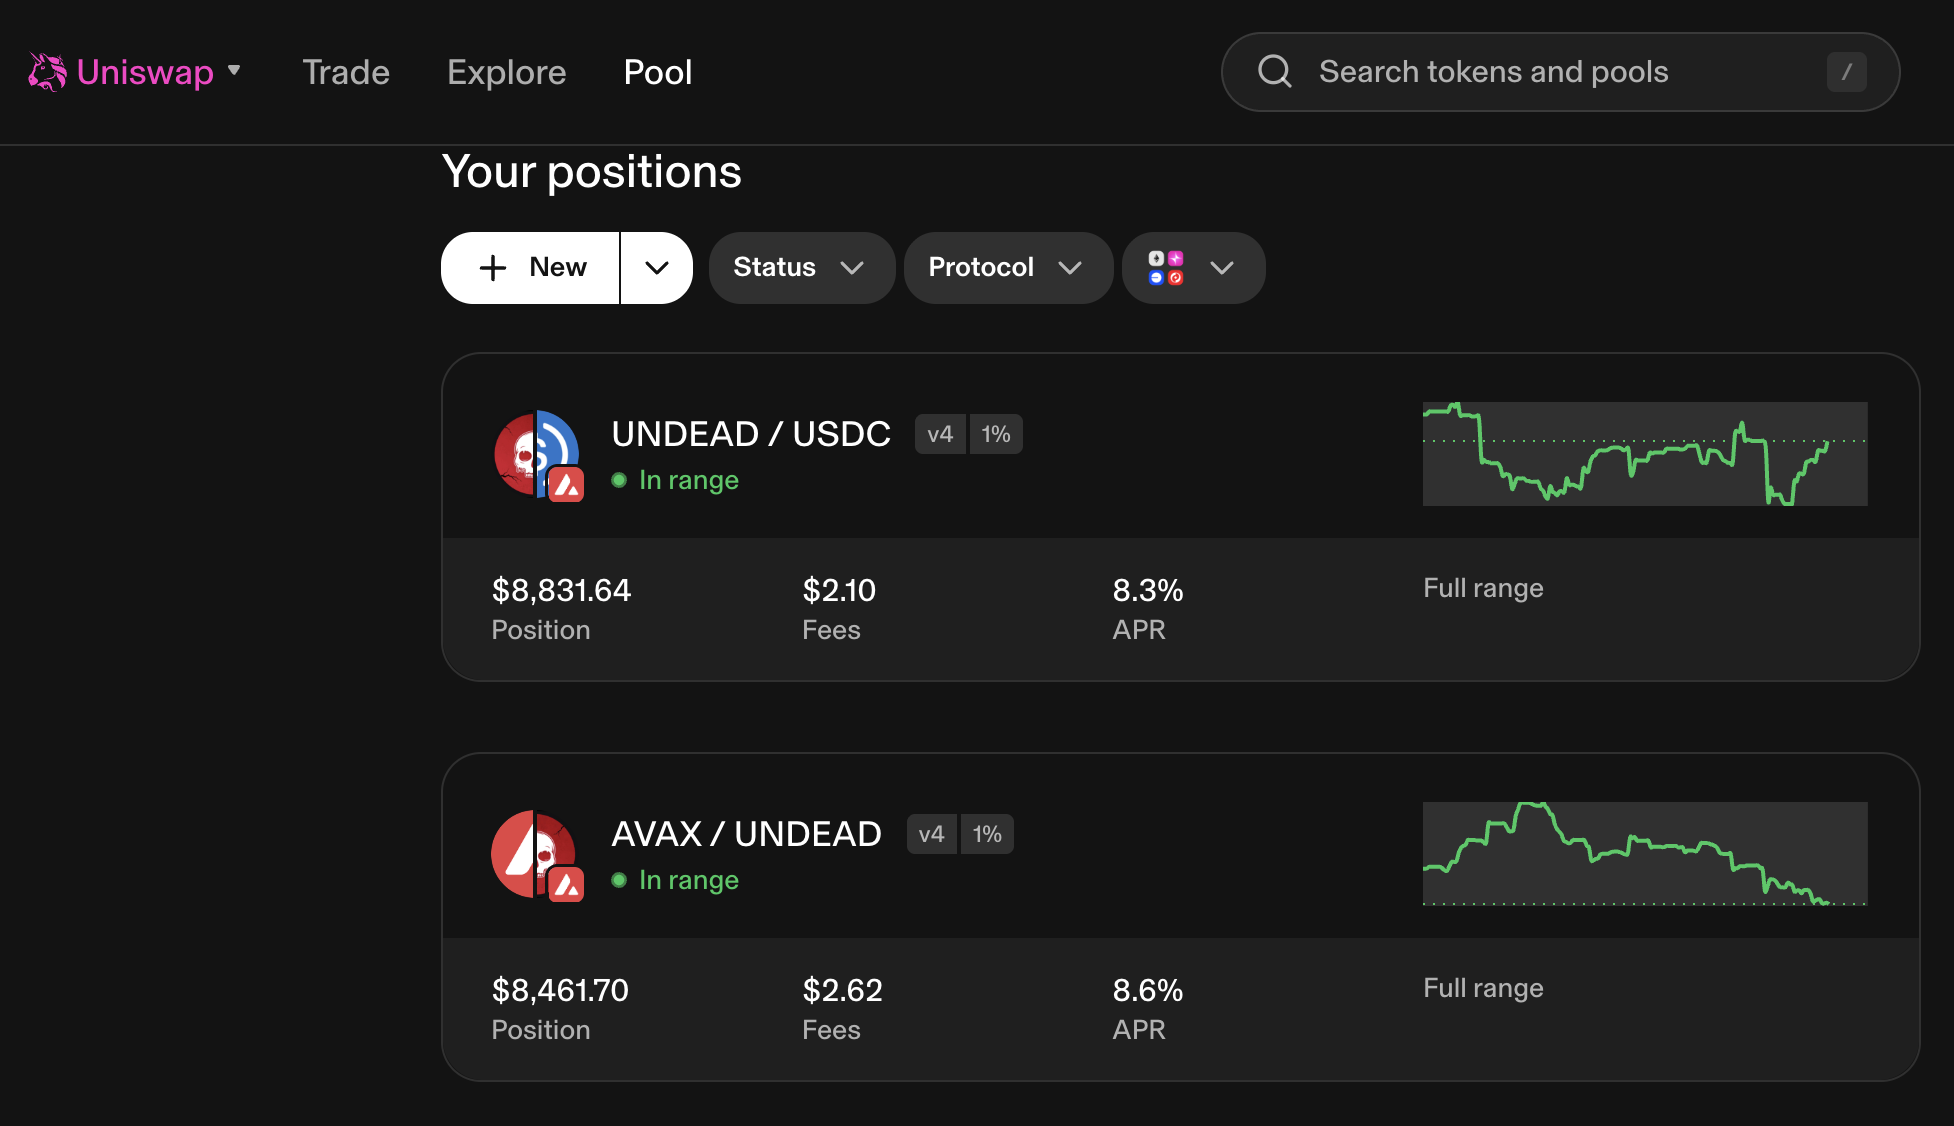 Uniswap Trade Explore Pool Search tokens and pools /
Your positions
+ New Status Protocol
UNDEAD / USDC v4 1%
In range
$8,831.64 $2.10 8.3% Full range
Position Fees APR
AVAX / UNDEAD v4 1%
In range
$8,461.70 $2.62 8.6% Full range
Position Fees APR